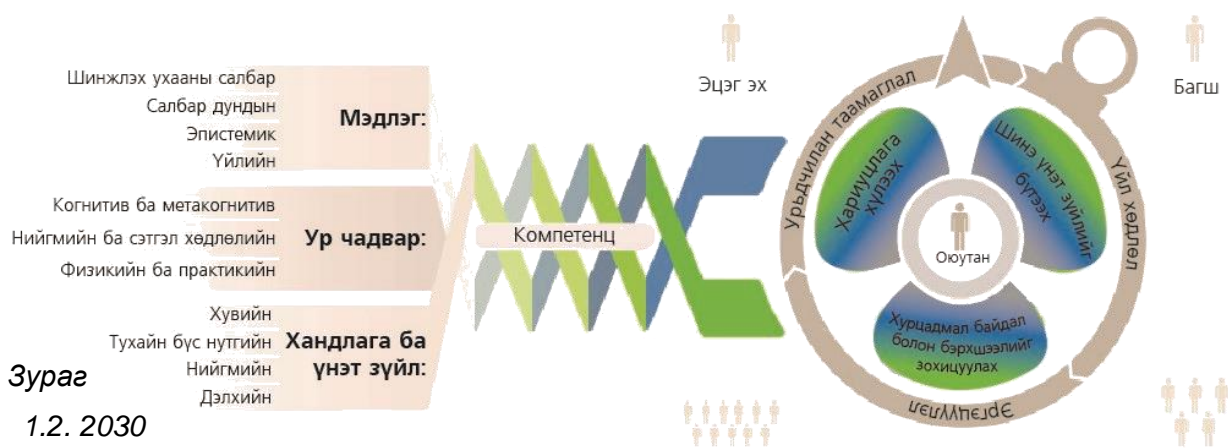 Шинжлэх ухааны салбар
Салбар дундын
Эпистемик
Үйлийн
Мэдлэг:
Когнитив ба метакогнитив
Нийгмийн ба сэтгэл хөдлөлийн
Физикийн ба практикийн
Ур чадвар:
Хувийн
Тухайн бүс нутгийн
Нийгмийн
Дэлхийн
Хандлага ба
үнэт зүйл:
Компетенц
Эцэг эх
Багш
Урьдчилан таамаглал
Үйл хөдлөл
Эргэцүүлэл
Хариуцлага
хүлээх
Шинэ үнэт зүйлийг
бүтээх
Оюутан
Хурцадмал байдал
болон бэрхшээлийг
зохицуулах
Зураг
1.2. 2030